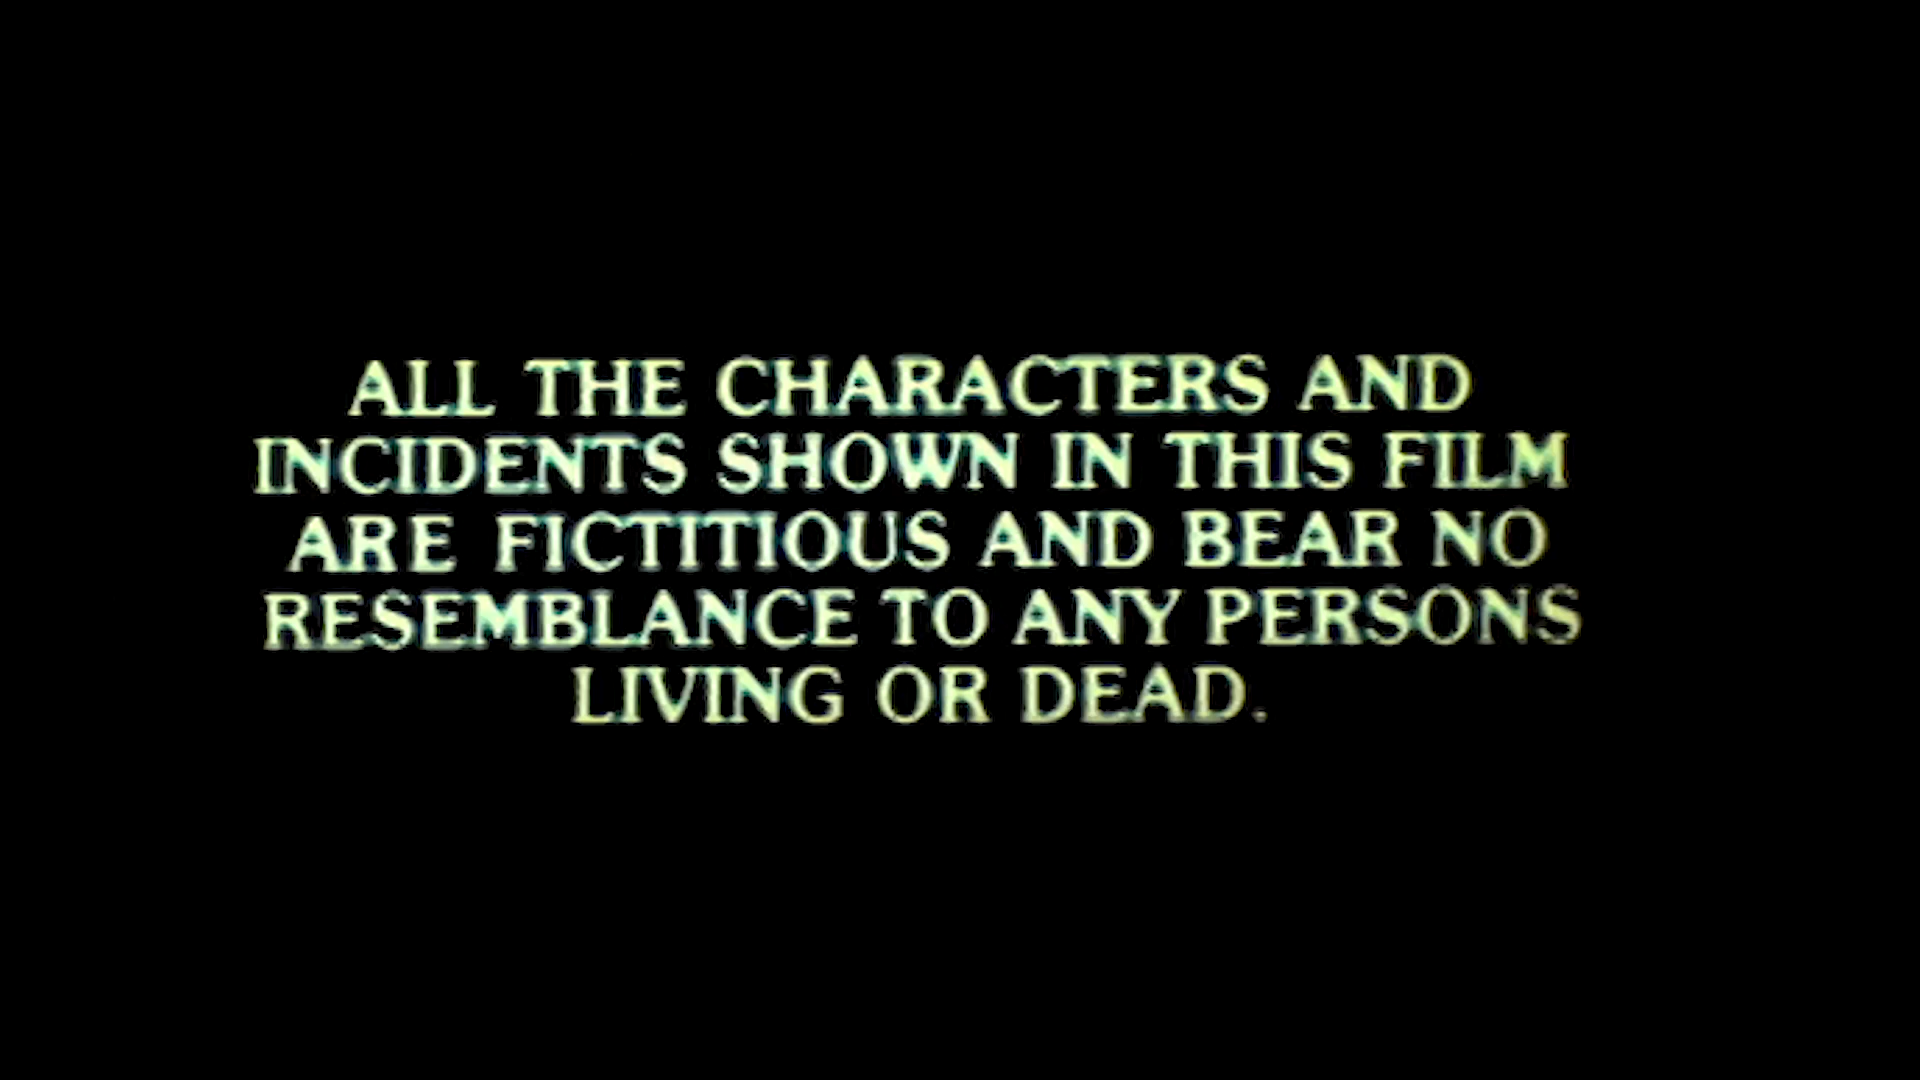 ALL THE CHARACTERS AND
INCIDENTS SHOWN IN THIS FILM
ARE FICTITIOUS AND BEAR NO
RESEMBLANCE TO ANY PERSONS
LIVING OR DEAD.